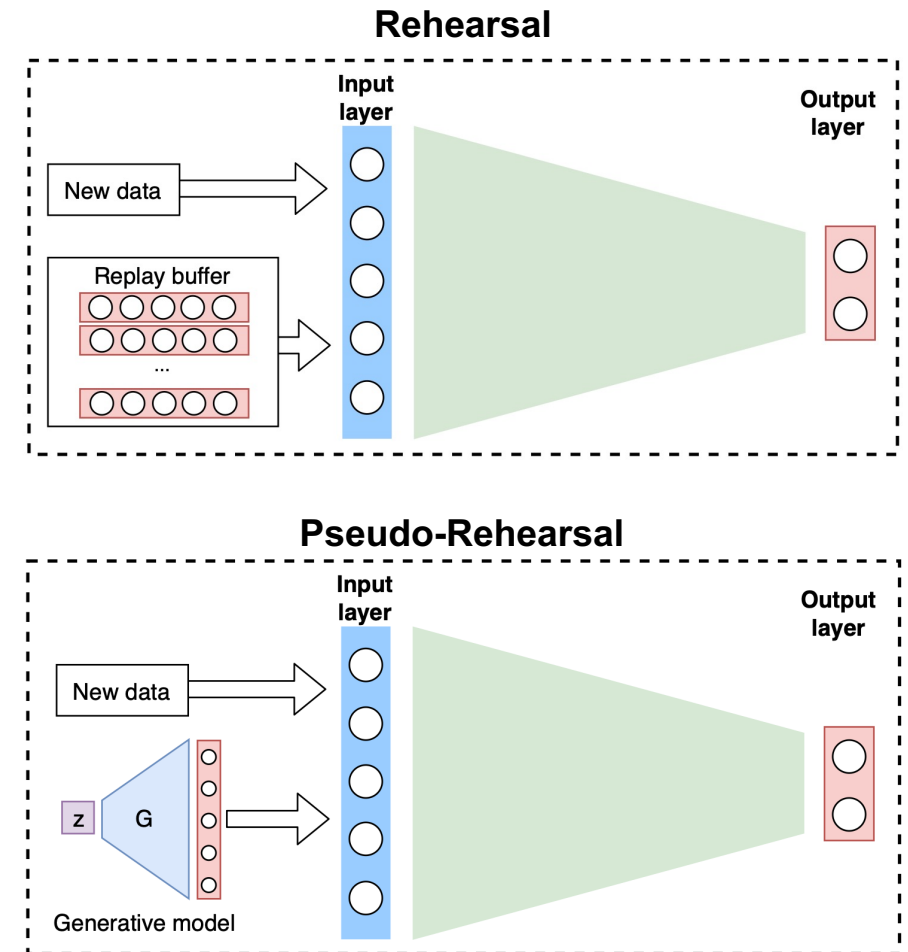 Rehearsal
Input
layer
Output
layer
New data
Replay buffer
...
Pseudo-Rehearsal
Input
layer
Output
layer
New data
z
G
Generative model